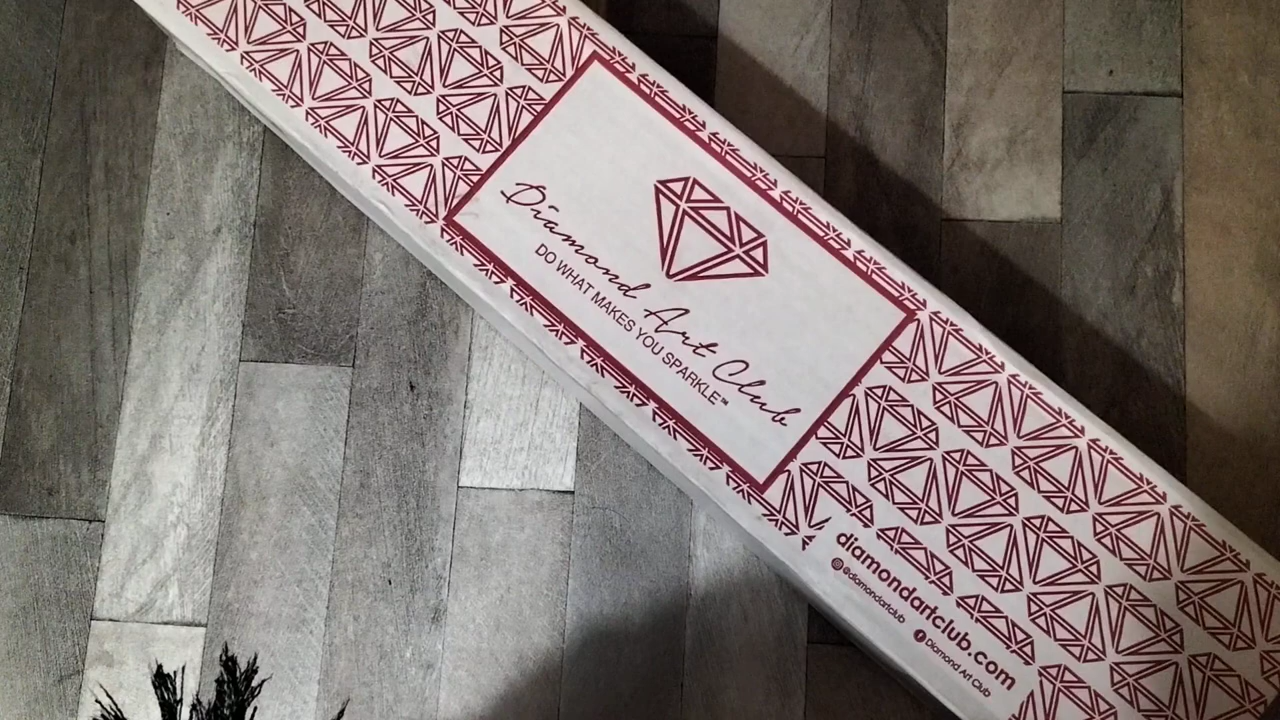 Diamond Art Club
DO WHAT MAKES YOU SPARKLE™
diamondartclub.com
@diamondartclub
Diamond Art Club